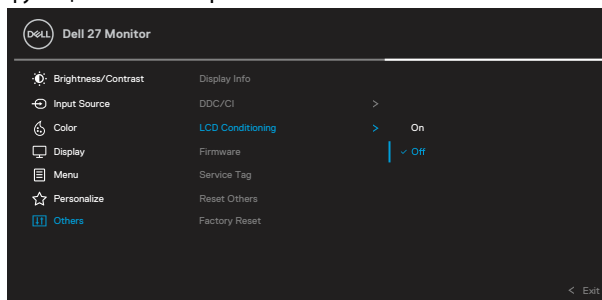 DELL
Dell 27 Monitor
Brightness/Contrast
Display Info
Input Source
DDC/CI >
Color
LCD Conditioning > On
Display
Firmware
✓ Off
Menu
Service Tag
Personalize
Reset Others
Others
Factory Reset
< Exit